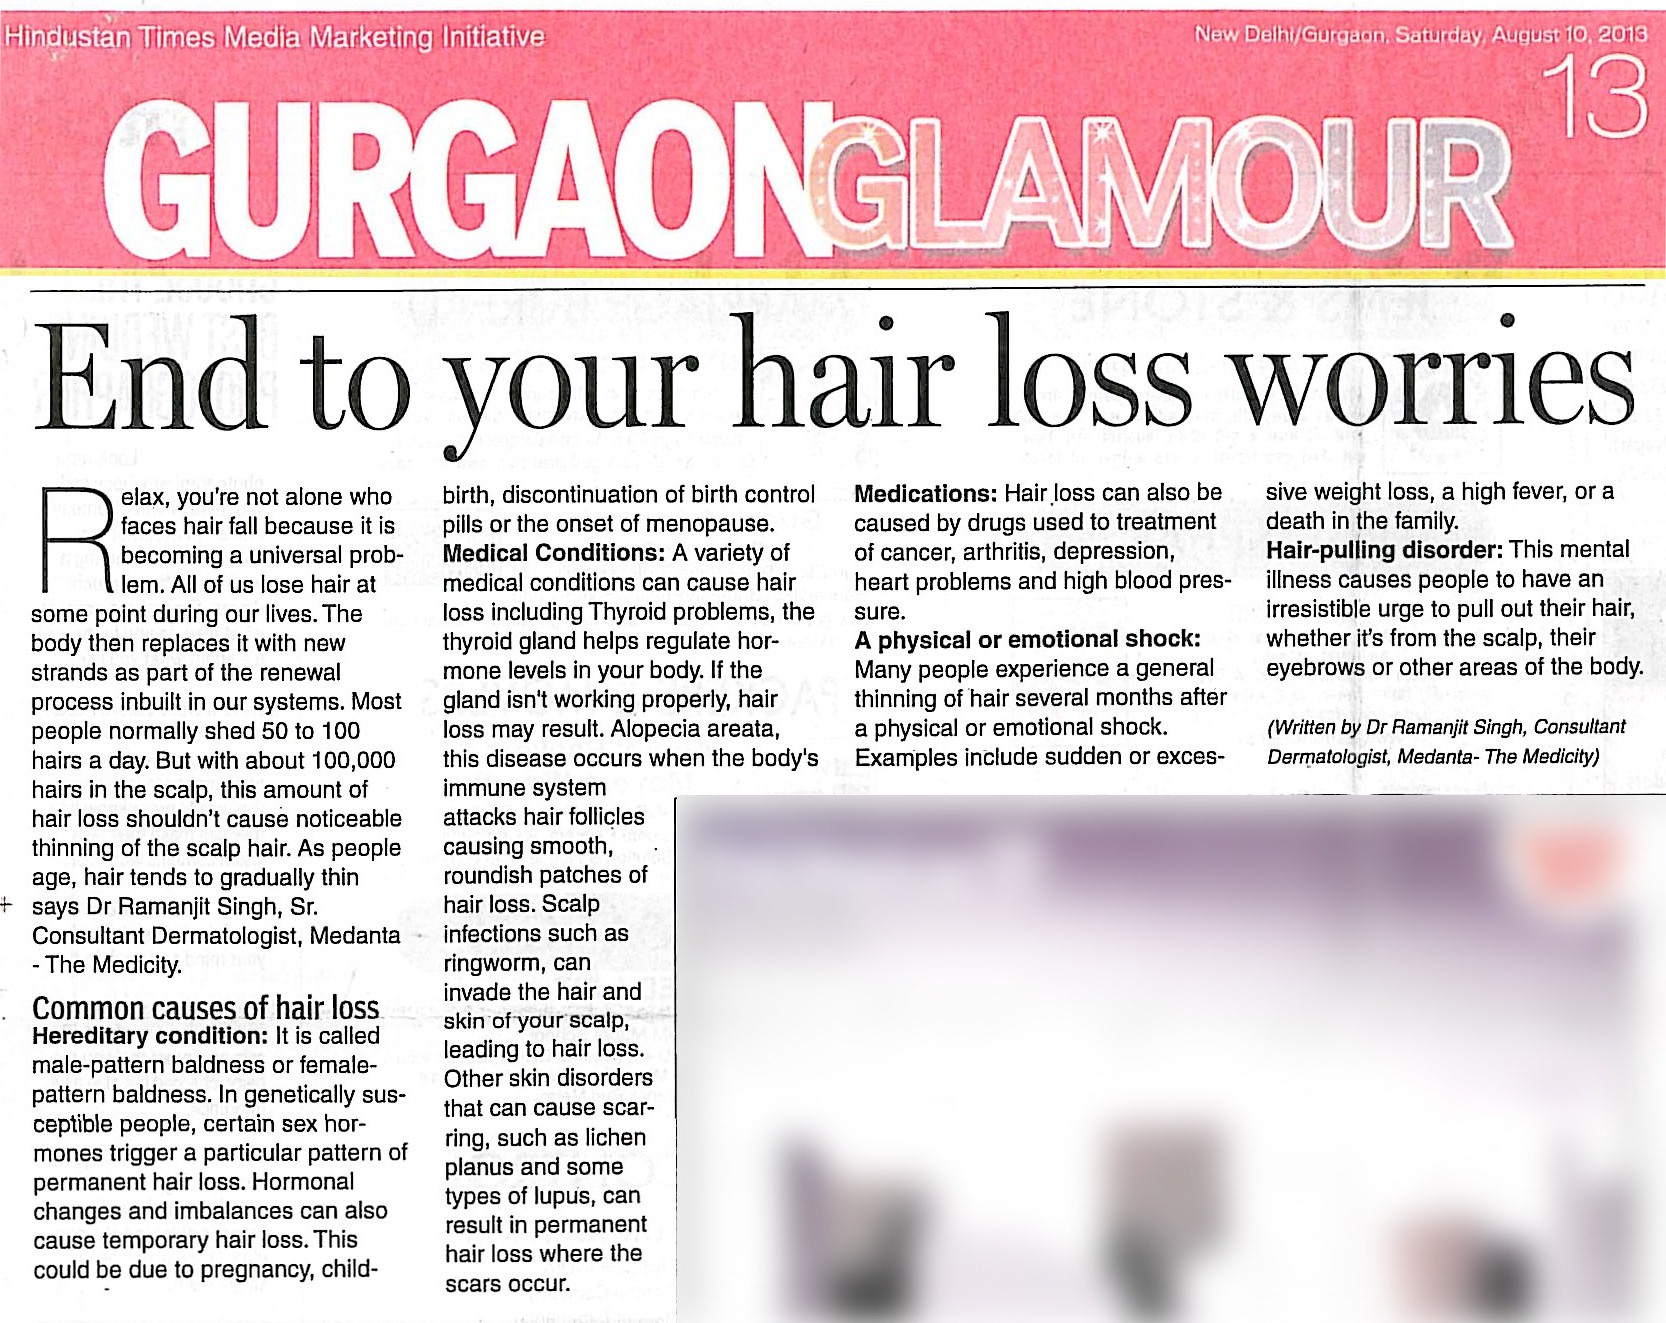 Hindustan Times Media Marketing Initiative
New Delhi/Gurgaon, Saturday, August 10, 2013
13
GURGAONGLAMOUR
End to your hair loss worries
Relax, you're not alone who
faces hair fall because it is
becoming a universal prob-
lem. All of us lose hair at
some point during our lives. The
body then replaces it with new
strands as part of the renewal
process inbuilt in our systems. Most
people normally shed 50 to 100
hairs a day. But with about 100,000
hairs in the scalp, this amount of
hair loss shouldn't cause noticeable
thinning of the scalp hair. As people
age, hair tends to gradually thin
says Dr Ramanjit Singh, Sr.
Consultant Dermatologist, Medanta
- The Medicity.
Common causes of hair loss
Hereditary condition: It is called
male-pattern baldness or female-
pattern baldness. In genetically sus-
ceptible people, certain sex hor-
mones trigger a particular pattern of
permanent hair loss. Hormonal
changes and imbalances can also
cause temporary hair loss. This
could be due to pregnancy, child-
birth, discontinuation of birth control
pills or the onset of menopause.
Medical Conditions: A variety of
medical conditions can cause hair
loss including Thyroid problems, the
thyroid gland helps regulate hor-
mone levels in your body. If the
gland isn't working properly, hair
loss may result. Alopecia areata,
this disease occurs when the body's
immune system
attacks hair follicles
causing smooth,
roundish patches of
hair loss. Scalp
infections such as
ringworm, can
invade the hair and
skin of your scalp,
leading to hair loss.
Other skin disorders
that can cause scar-
ring, such as lichen
planus and some
types of lupus, can
result in permanent
hair loss where the
scars occur.
Medications: Hair loss can also be
caused by drugs used to treatment
of cancer, arthritis, depression,
heart problems and high blood pres-
sure.
A physical or emotional shock:
Many people experience a general
thinning of hair several months after
a physical or emotional shock.
Examples include sudden or exces-
sive weight loss, a high fever, or a
death in the family.
Hair-pulling disorder: This mental
illness causes people to have an
irresistible urge to pull out their hair,
whether it's from the scalp, their
eyebrows or other areas of the body.
(Written by Dr Ramanjit Singh, Consultant
Dermatologist, Medanta- The Medicity)